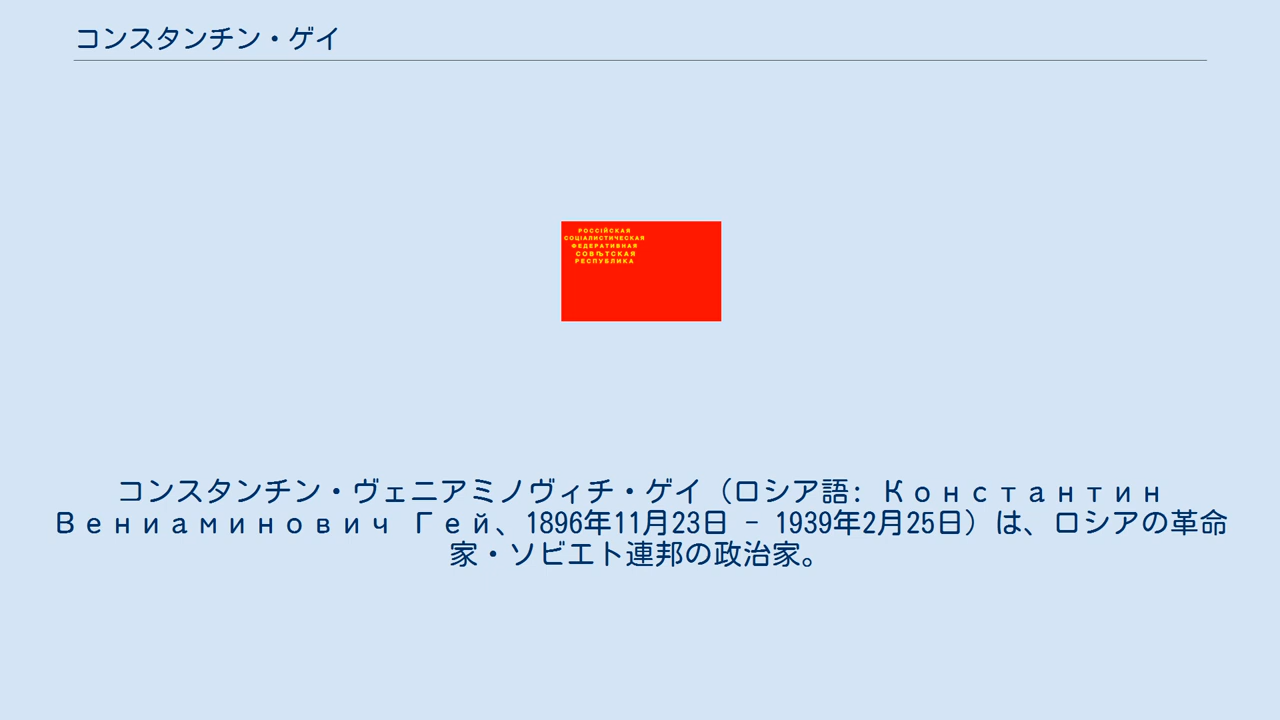 コンスタンチン・ゲイ
РОССІЙСКАЯ
СОЦІАЛИСТИЧЕСКАЯ
ФЕДЕРАТИВНАЯ
СОВѢТСКАЯ
РЕСПУБЛИКА
コンスタンチン・ヴェニアミノヴィチ・ゲイ（ロシア語: Константин
Вениаминович Гей、1896年11月23日 - 1939年2月25日）は、ロシアの革命
家・ソビエト連邦の政治家。